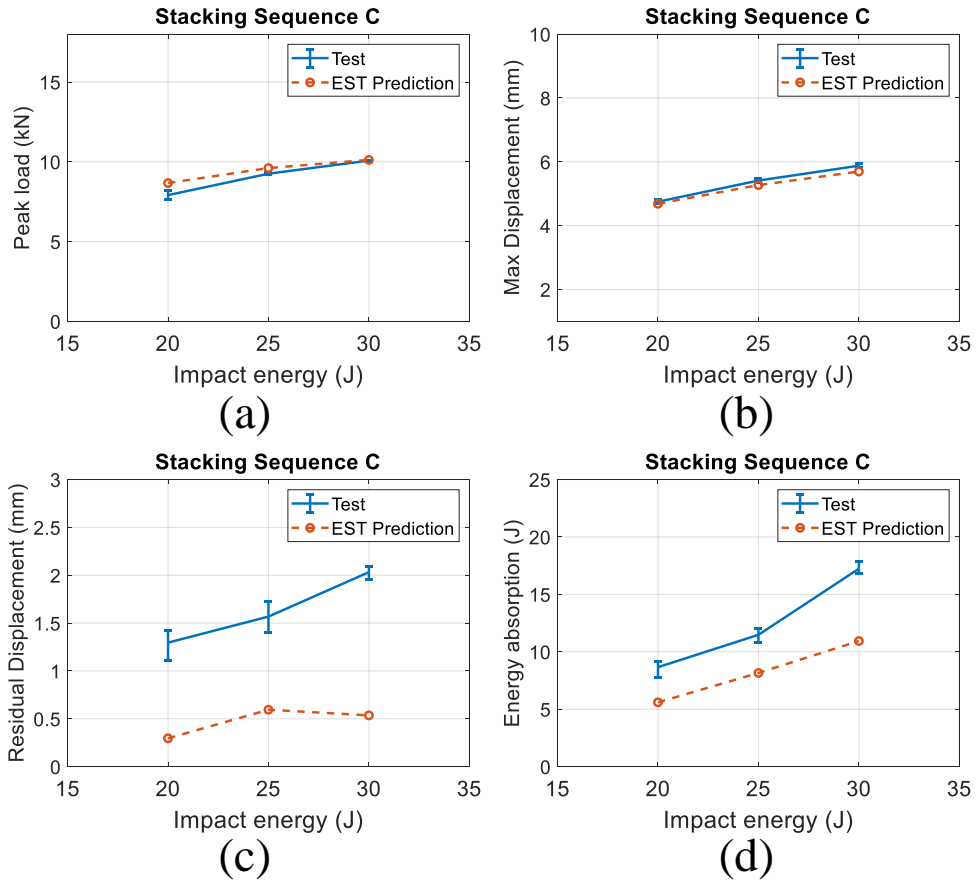 Stacking Sequence C
Test
EST Prediction
Peak load (kN)
15
10
5
0
15
20
25
30
35
Impact energy (J)
(a)
Stacking Sequence C
Test
EST Prediction
Max Displacement (mm)
10
8
6
4
2
15
20
25
30
35
Impact energy (J)
(b)
Stacking Sequence C
Test
EST Prediction
Residual Displacement (mm)
3
2.5
2
1.5
1
0.5
0
15
20
25
30
35
Impact energy (J)
(c)
Stacking Sequence C
Test
EST Prediction
Energy absorption (J)
25
20
15
10
5
0
15
20
25
30
35
Impact energy (J)
(d)